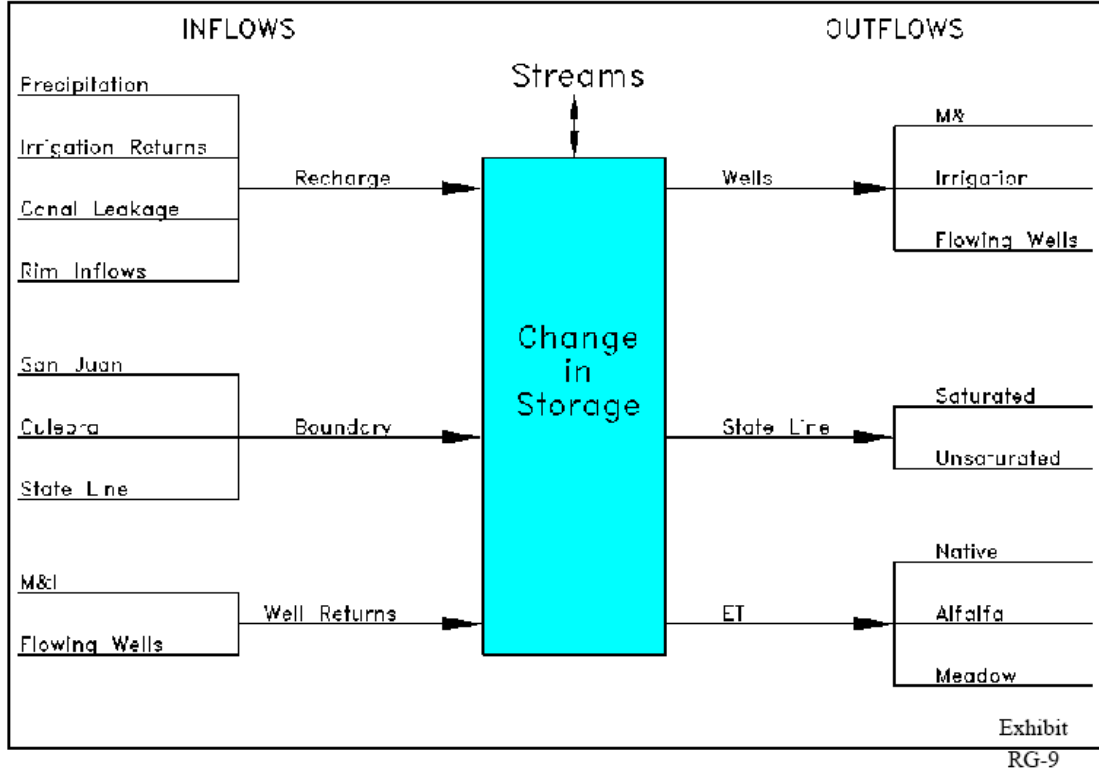 INFLOWS
OUTFLOWS
Streams
Precipitation
Irrigation Returns
Canal Leakage
Rim Inflows
Recharge
San Juan
Culebra
State Line
Boundary
M&I
Flowing Wells
Well Returns
Change
in
Storage
Wells
M&
Irrigation
Flowing Wells
State Line
Saturated
Unsaturated
ET
Native
Alfalfa
Meadow
Exhibit
RG-9